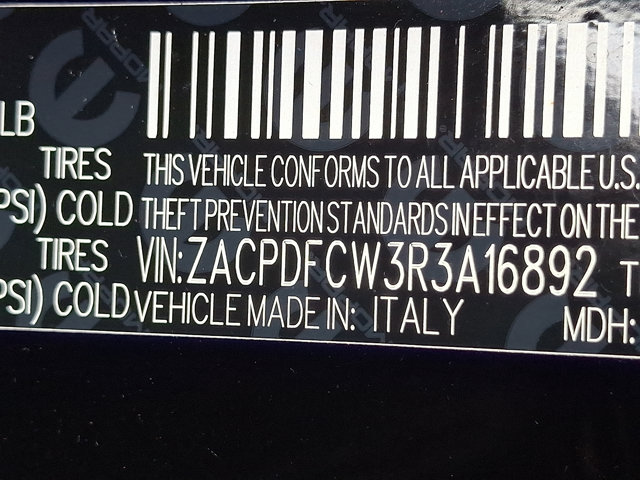 LB
TIRES THIS VEHICLE CONFORMS TO ALL APPLICABLE U.S.
PSI) COLD THEFT PREVENTION STANDARDS IN EFFECT ON THE
TIRES VIN: ZACPDFCW3R3A16892 T
PSI) COLD VEHICLE MADE IN: ITALY MDH: